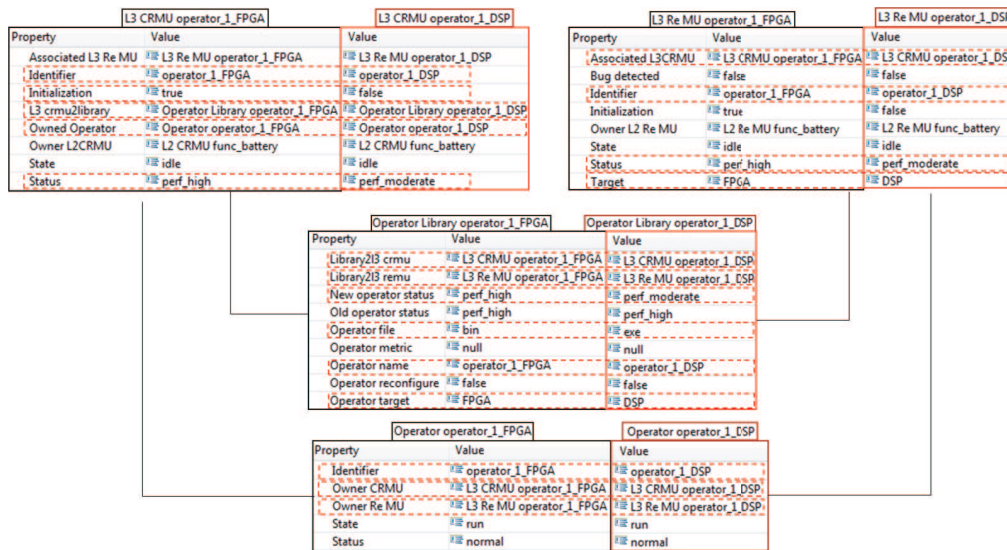 L3 CRMU operator_1_FPGA L3 CRMU operator_1_DSP
Property Value Value
Associated L3 Re MU L3 Re MU operator_1_FPGA L3 Re MU operator_1_DSP
Identifier operator_1_FPGA operator_1_DSP
Initialization true false
L3 crmu2library Operator Library operator_1_FPGA Operator Library operator_1_DSP
Owned Operator Operator operator_1_FPGA Operator operator_1_DSP
Owner L2CRMU L2 CRMU func_battery L2 CRMU func_battery
State idle idle
Status perf_high perf_moderate
L3 Re MU operator_1_FPGA L3 Re MU operator_1_DSP
Property Value Value
Associated L3CRMU L3 CRMU operator_1_FPGA L3 CRMU operator_1_DSP
Bug detected false false
Identifier operator_1_FPGA operator_1_DSP
Initialization true false
Owner L2 Re MU L2 Re MU func_battery L2 Re MU func_battery
State idle idle
Status perf_high perf_moderate
Target FPGA DSP
Operator Library operator_1_FPGA Operator Library operator_1_DSP
Property Value Value
Library2l3 crmu L3 CRMU operator_1_FPGA L3 CRMU operator_1_DSP
Library2l3 remu L3 Re MU operator_1_FPGA L3 Re MU operator_1_DSP
New operator status perf_high perf_moderate
Old operator status perf_high perf_high
Operator file bin exe
Operator metric null null
Operator name operator_1_FPGA operator_1_DSP
Operator reconfigure false false
Operator target FPGA DSP
Operator operator_1_FPGA Operator operator_1_DSP
Property Value Value
Identifier operator_1_FPGA operator_1_DSP
Owner CRMU L3 CRMU operator_1_FPGA L3 CRMU operator_1_DSP
Owner Re MU L3 Re MU operator_1_FPGA L3 Re MU operator_1_DSP
State run run
Status normal normal